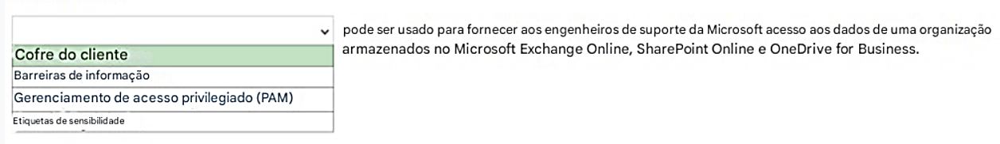 pode ser usado para fornecer aos engenheiros de suporte da Microsoft acesso aos dados de uma organização
armazenados no Microsoft Exchange Online, SharePoint Online e OneDrive for Business.
Cofre do cliente
Barreiras de informação
Gerenciamento de acesso privilegiado (PAM)
Etiquetas de sensibilidade